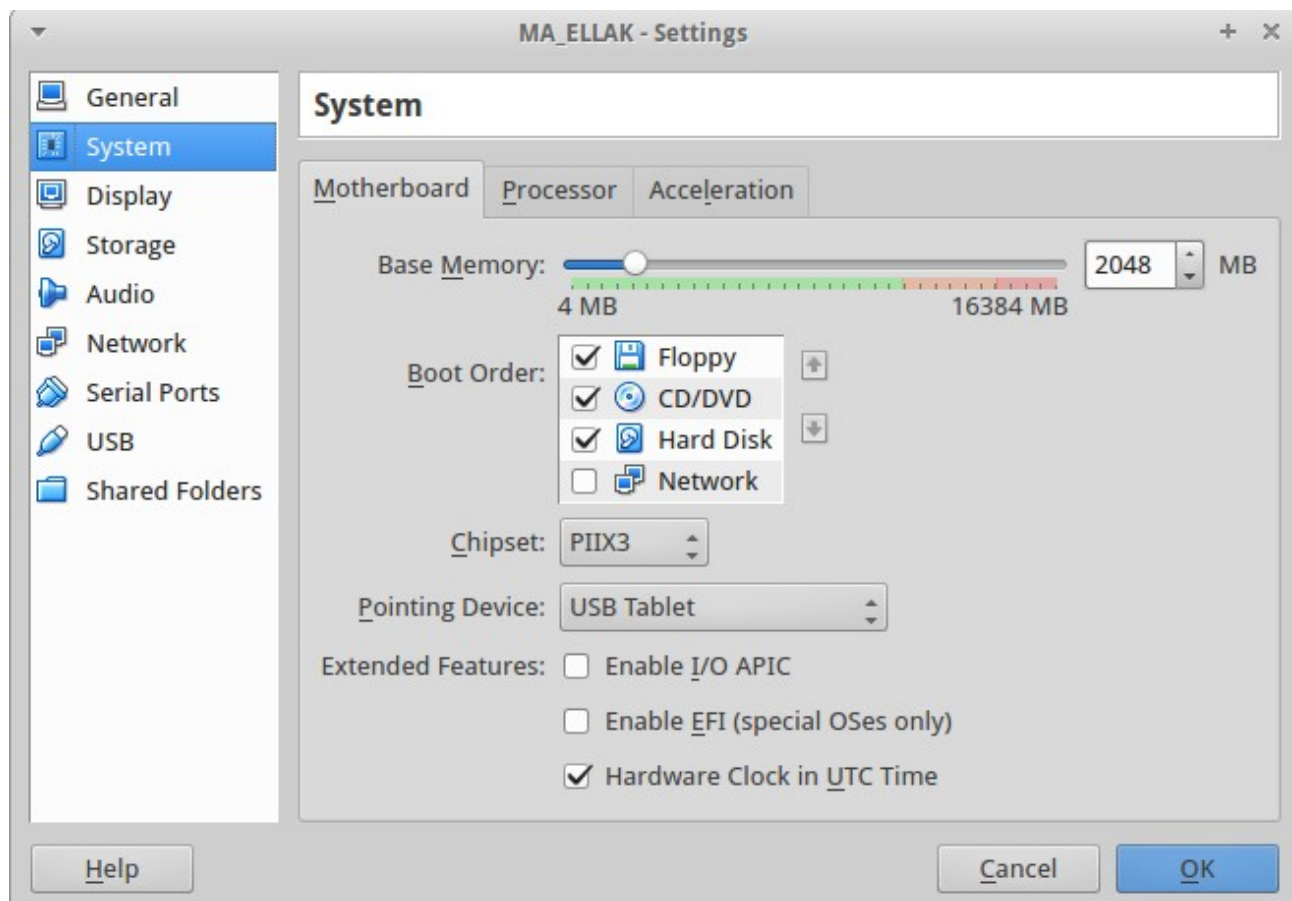 MA_ELLAK - Settings
General
System
Display
Storage
Audio
Network
Serial Ports
USB
Shared Folders
System
Motherboard Processor Acceleration
Base Memory: 2048 MB
4 MB 16384 MB
Boot Order: Floppy
CD/DVD
Hard Disk
Network
Chipset: PIIX3
Pointing Device: USB Tablet
Extended Features: Enable I/O APIC
Enable EFI (special OSes only)
Hardware Clock in UTC Time
Help Cancel OK